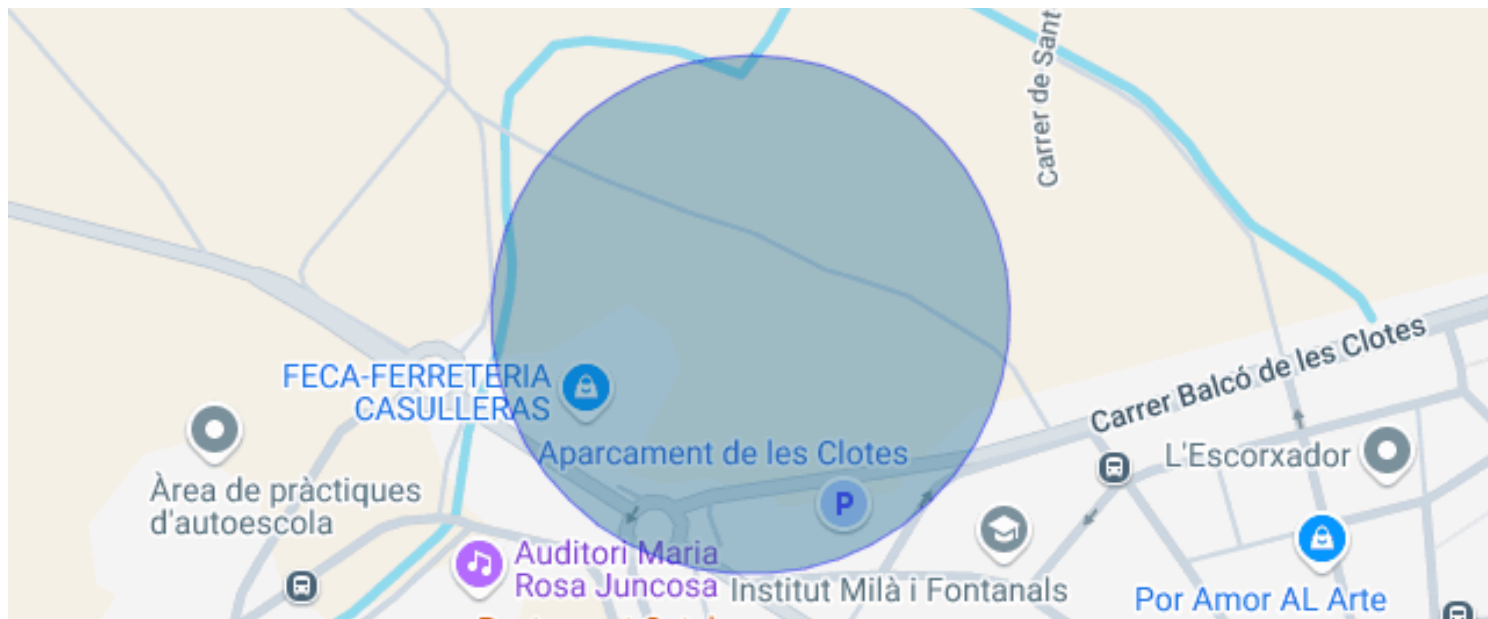 Carrer de Sant
FECA-FERRETERIA
CASULLERAS
Carrer Balcó de les Clotes
Aparcament de les Clotes
L'Escorxador
Àrea de pràctiques
d'autoescola
P
Auditori Maria
Rosa Juncosa
Institut Milà i Fontanals
Por Amor AL Arte